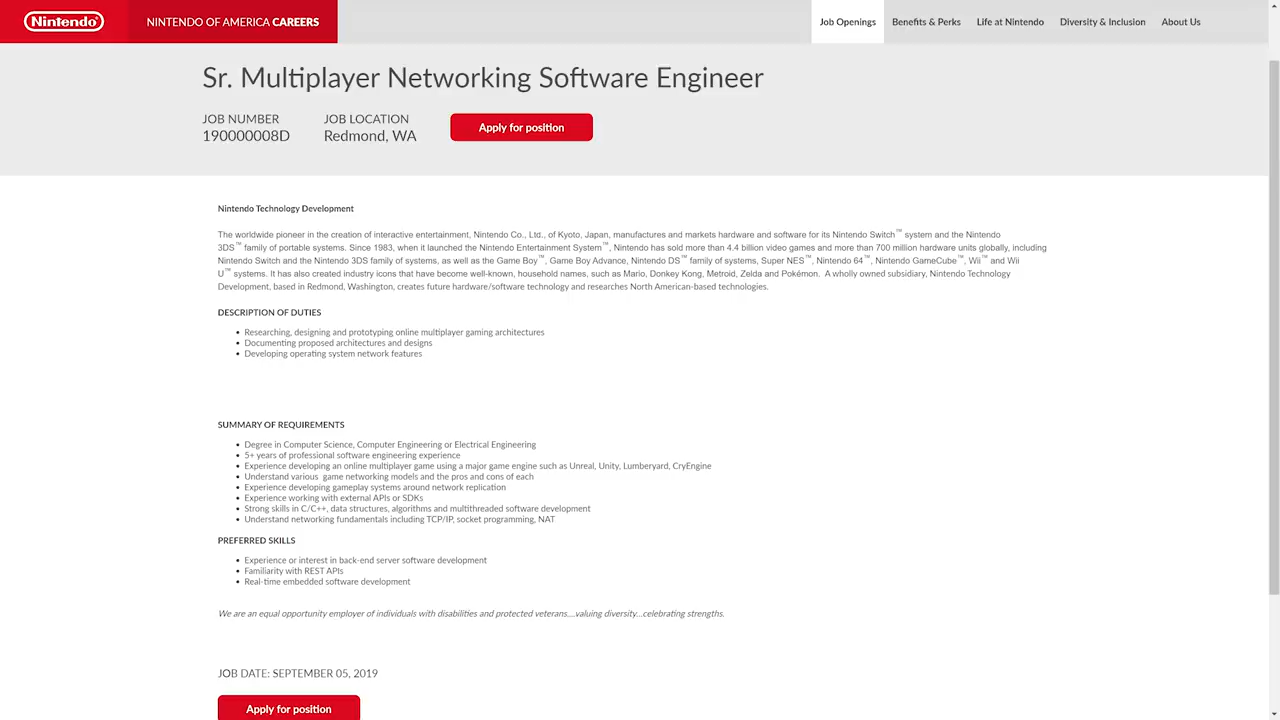 Nintendo
NINTENDO OF AMERICA CAREERS
Job Openings
Benefits & Perks
Life at Nintendo
Diversity & Inclusion
About Us
Sr. Multiplayer Networking Software Engineer
JOB NUMBER
190000008D
JOB LOCATION
Redmond, WA
Apply for position
Nintendo Technology Development
The worldwide pioneer in the creation of interactive entertainment, Nintendo Co., Ltd., of Kyoto, Japan, manufactures and markets hardware and software for its Nintendo Switch™ system and the Nintendo
3DS™ family of portable systems. Since 1983, when it launched the Nintendo Entertainment System™, Nintendo has sold more than 4.4 billion video games and more than 700 million hardware units globally, including
Nintendo Switch and the Nintendo 3DS family of systems, as well as the Game Boy™, Game Boy Advance, Nintendo DS™ family of systems, Super NES™, Nintendo 64™, Nintendo GameCube™, Wii™ and Wii
U™ systems. It has also created industry icons that have become well-known, household names, such as Mario, Donkey Kong, Metroid, Zelda and Pokémon.  A wholly owned subsidiary, Nintendo Technology
Development, based in Redmond, Washington, creates future hardware/software technology and researches North American-based technologies.
DESCRIPTION OF DUTIES
• Researching, designing and prototyping online multiplayer gaming architectures
• Documenting proposed architectures and designs
• Developing operating system network features
SUMMARY OF REQUIREMENTS
• Degree in Computer Science, Computer Engineering or Electrical Engineering
• 5+ years of professional software engineering experience
• Experience developing an online multiplayer game using a major game engine such as Unreal, Unity, Lumberyard, CryEngine
• Understand various  game networking models and the pros and cons of each
• Experience developing gameplay systems around network replication
• Experience working with external APIs or SDKs
• Strong skills in C/C++, data structures, algorithms and multithreaded software development
• Understand networking fundamentals including TCP/IP, socket programming, NAT
PREFERRED SKILLS
• Experience or interest in back-end server software development
• Familiarity with REST APIs
• Real-time embedded software development
We are an equal opportunity employer of individuals with disabilities and protected veterans....valuing diversity...celebrating strengths.
JOB DATE: SEPTEMBER 05, 2019
Apply for position